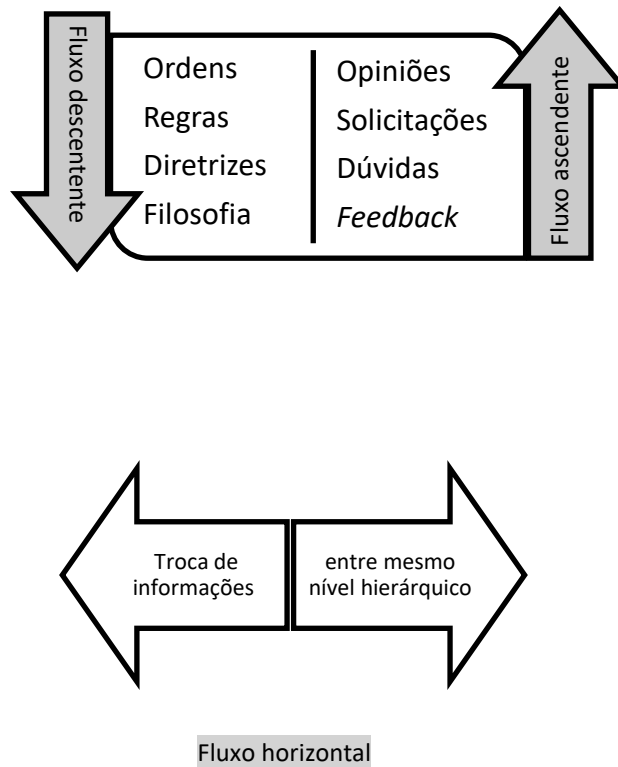 Fluxo descentente
Ordens
Regras
Diretrizes
Filosofia
Opiniões
Solicitações
Dúvidas
Feedback
Fluxo ascendente
Troca de
informações
entre mesmo
nível hierárquico
Fluxo horizontal